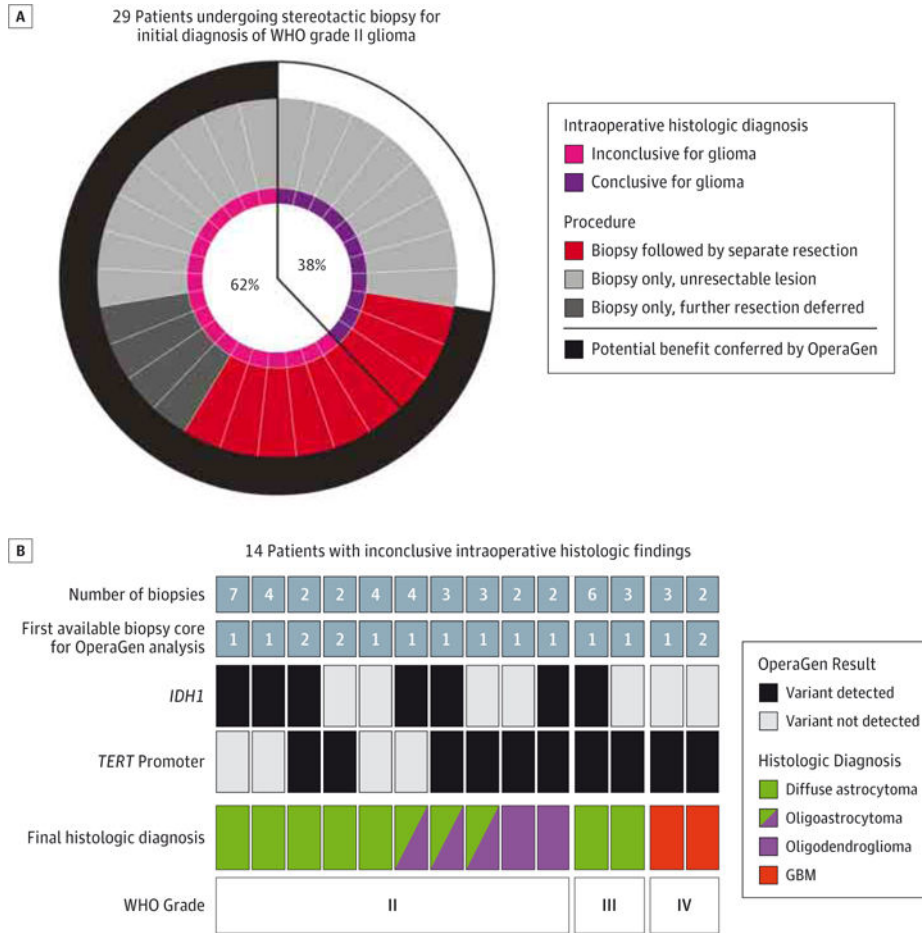 A
29 Patients undergoing stereotactic biopsy for
initial diagnosis of WHO grade II glioma
62%
38%
Intraoperative histologic diagnosis
Inconclusive for glioma
Conclusive for glioma
Procedure
Biopsy followed by separate resection
Biopsy only, unresectable lesion
Biopsy only, further resection deferred
Potential benefit conferred by OperaGen
B
14 Patients with inconclusive intraoperative histologic findings
Number of biopsies 7 4 2 2 4 4 3 3 2 2 6 3 3 2
First available biopsy core
for OperaGen analysis 1 1 2 2 1 1 1 1 1 1 1 1 1 2
IDH1
TERT Promoter
Final histologic diagnosis
WHO Grade II III IV
OperaGen Result
Variant detected
Variant not detected
Histologic Diagnosis
Diffuse astrocytoma
Oligoastrocytoma
Oligodendroglioma
GBM